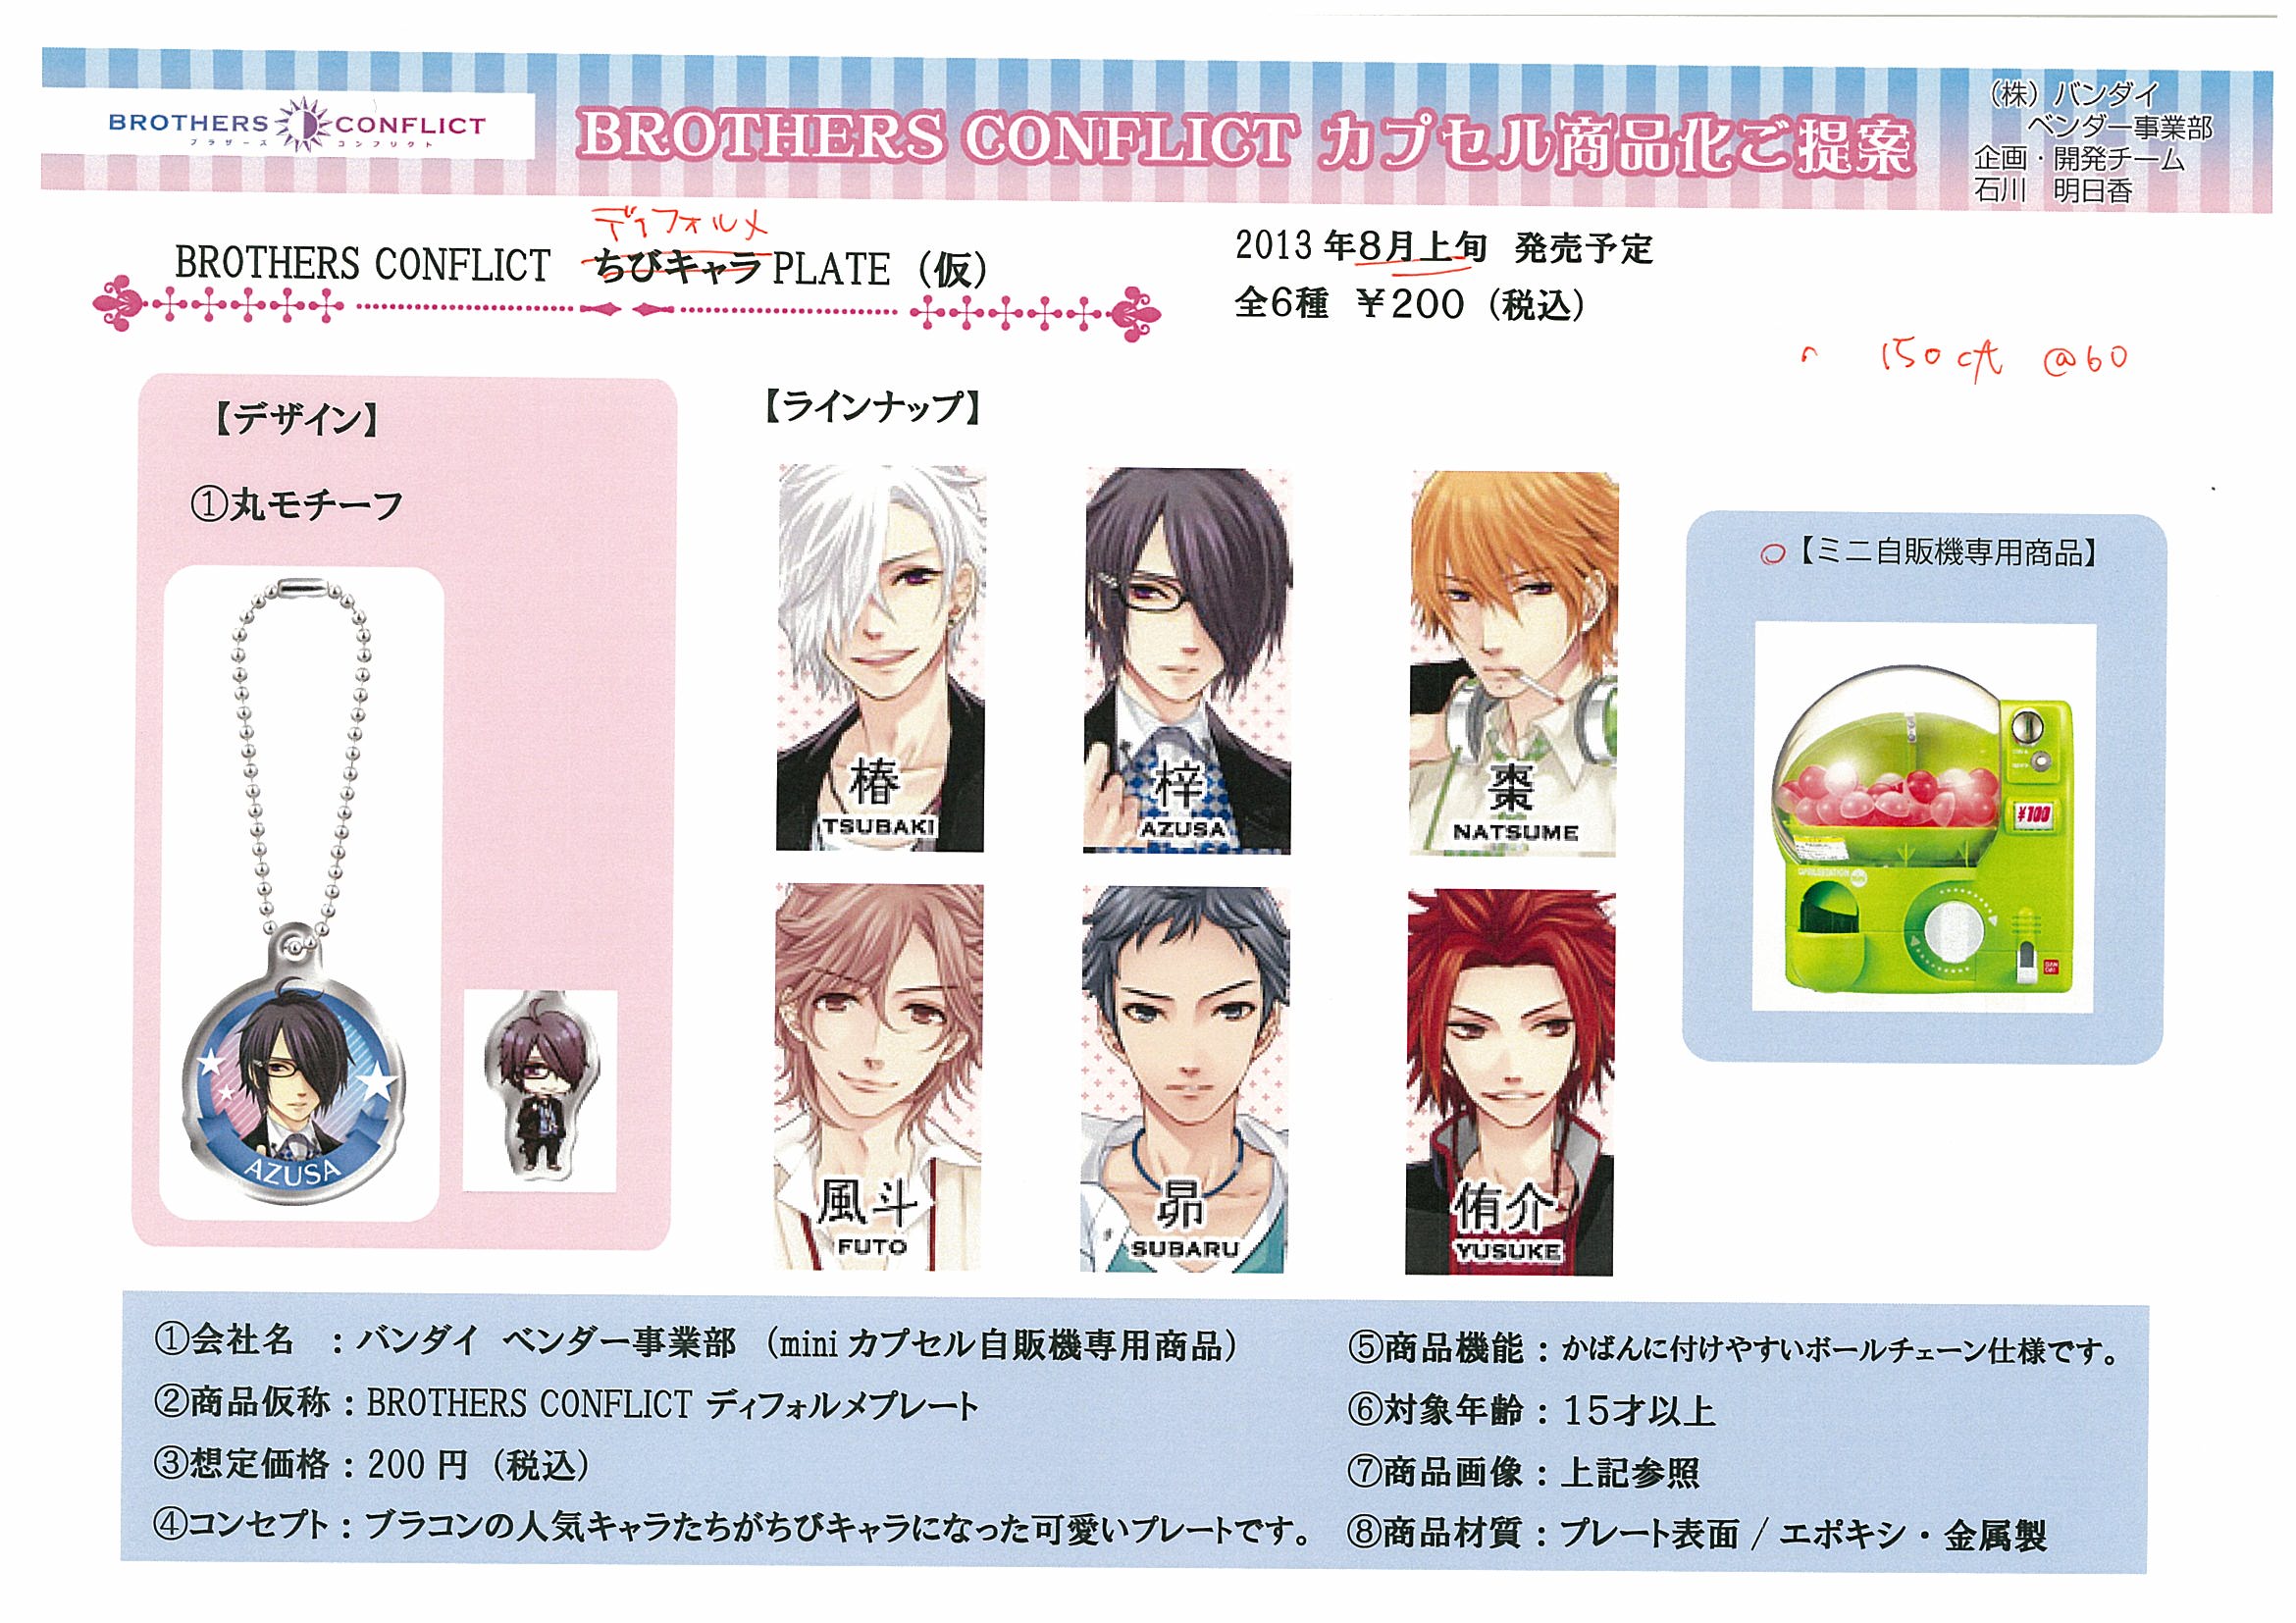 BROTHERS CONFLICT
ブラザーズ コンフリクト
BROTHERS CONFLICT カプセル商品化ご提案
（株）バンダイ
ベンダー事業部
企画・開発チーム
石川 明日香
ディフォルメ
BROTHERS CONFLICT ちびキャラ PLATE（仮）
2013年8月上旬 発売予定
全6種 ￥200（税込）
150 c/t @60
【デザイン】
①丸モチーフ
AZUSA
【ラインナップ】
椿
TSUBAKI
梓
AZUSA
棗
NATSUME
風斗
FUTO
昴
SUBARU
侑介
YUSUKE
【ミニ自販機専用商品】
¥100
BANDAI
①会社名 ：バンダイ ベンダー事業部 （mini カプセル自販機専用商品）
②商品仮称：BROTHERS CONFLICT ディフォルメプレート
③想定価格：200 円（税込）
④コンセプト：ブラコンの人気キャラたちがちびキャラになった可愛いプレートです。
⑤商品機能：かばんに付けやすいボールチェーン仕様です。
⑥対象年齢：15才以上
⑦商品画像：上記参照
⑧商品材質：プレート表面 / エポキシ・金属製